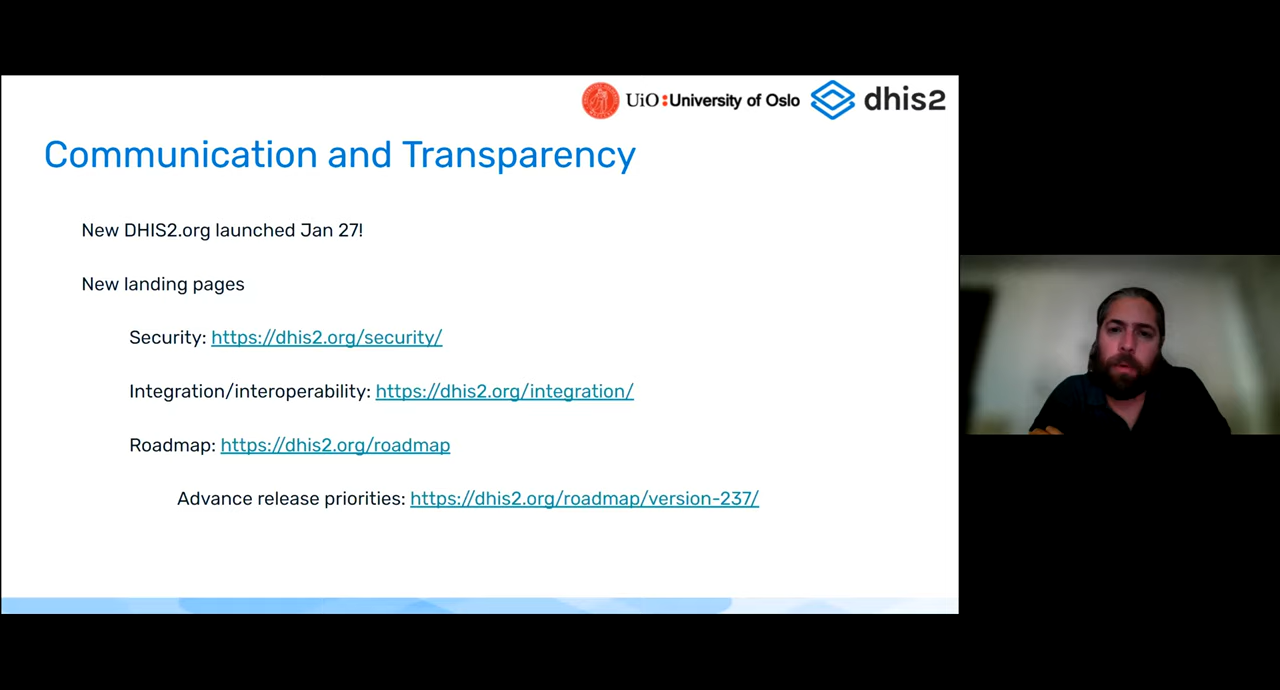 UiO:University of Oslo dhis2
Communication and Transparency
New DHIS2.org launched Jan 27!
New landing pages
Security: https://dhis2.org/security/
Integration/interoperability: https://dhis2.org/integration/
Roadmap: https://dhis2.org/roadmap
Advance release priorities: https://dhis2.org/roadmap/version-237/